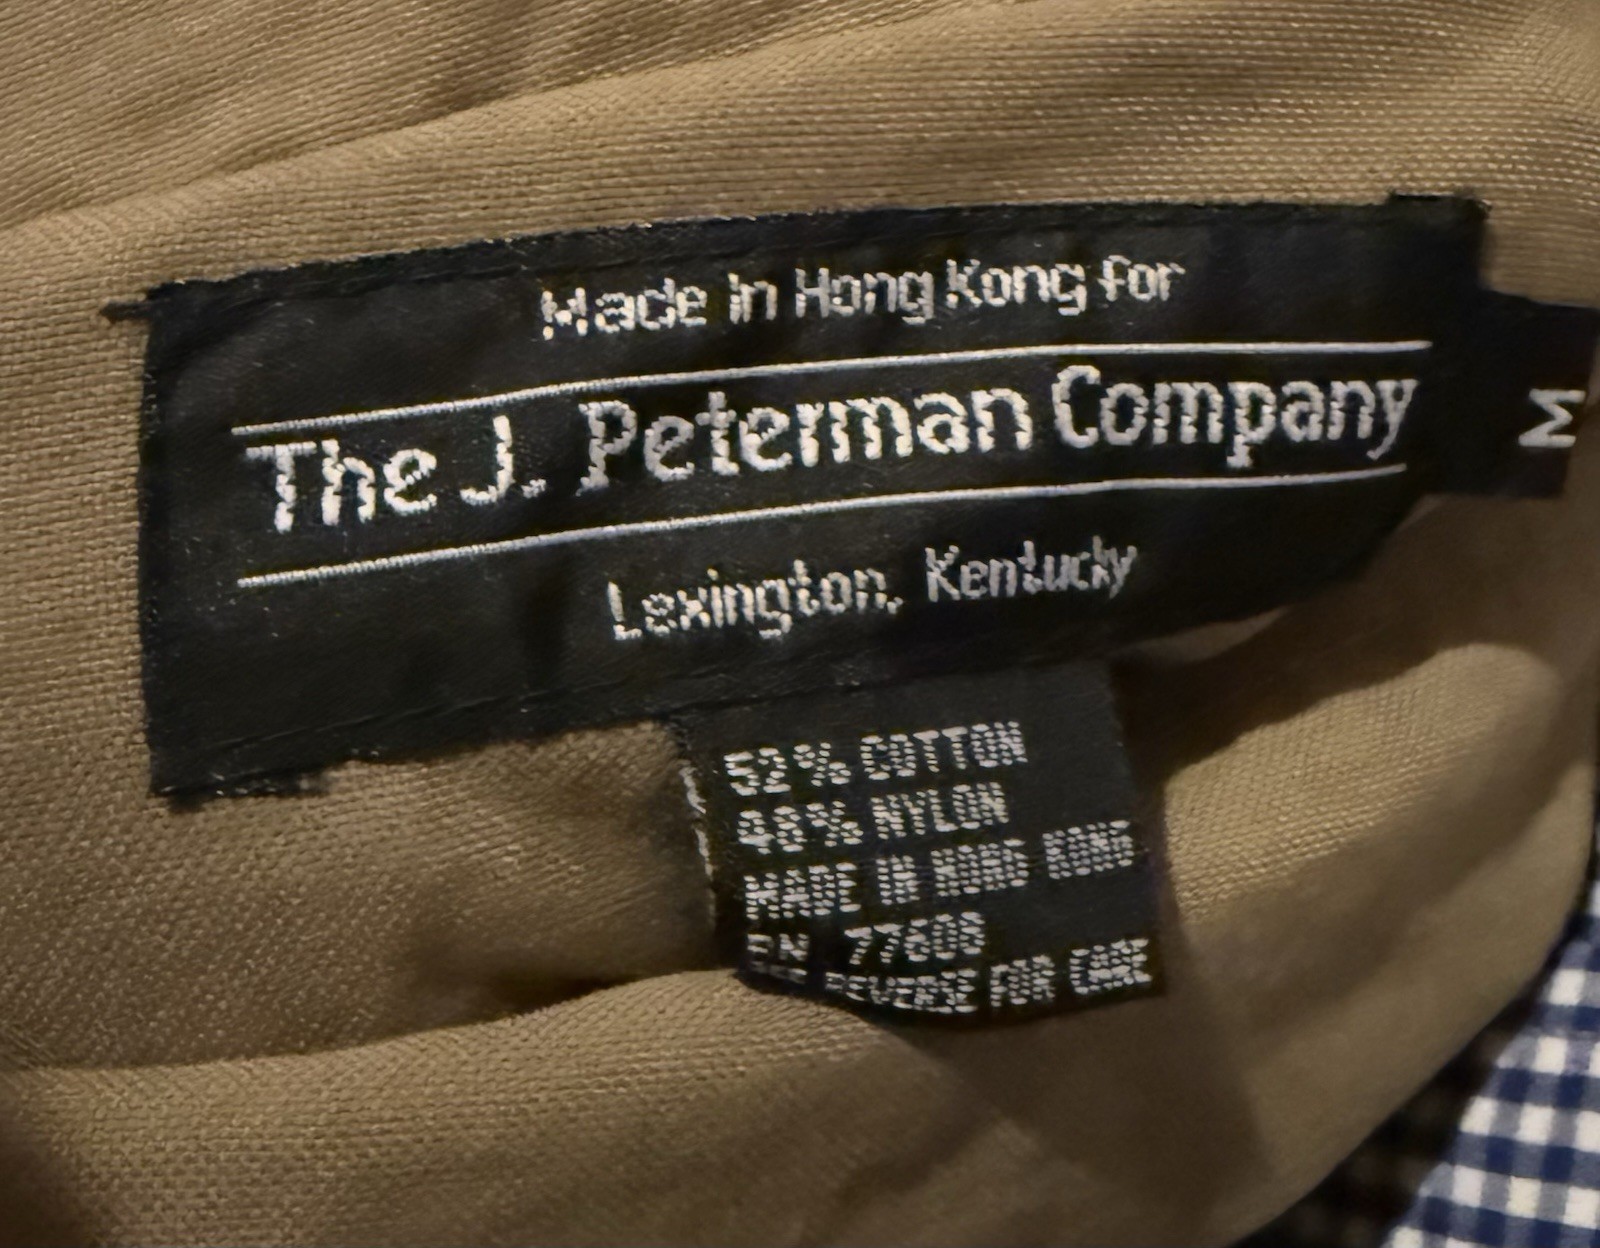 Made in Hong Kong for
The J. Peterman Company
Lexington, Kentucky
M
52% COTTON
48% NYLON
MADE IN HONG KONG
RN 77608
REVERSE FOR CARE